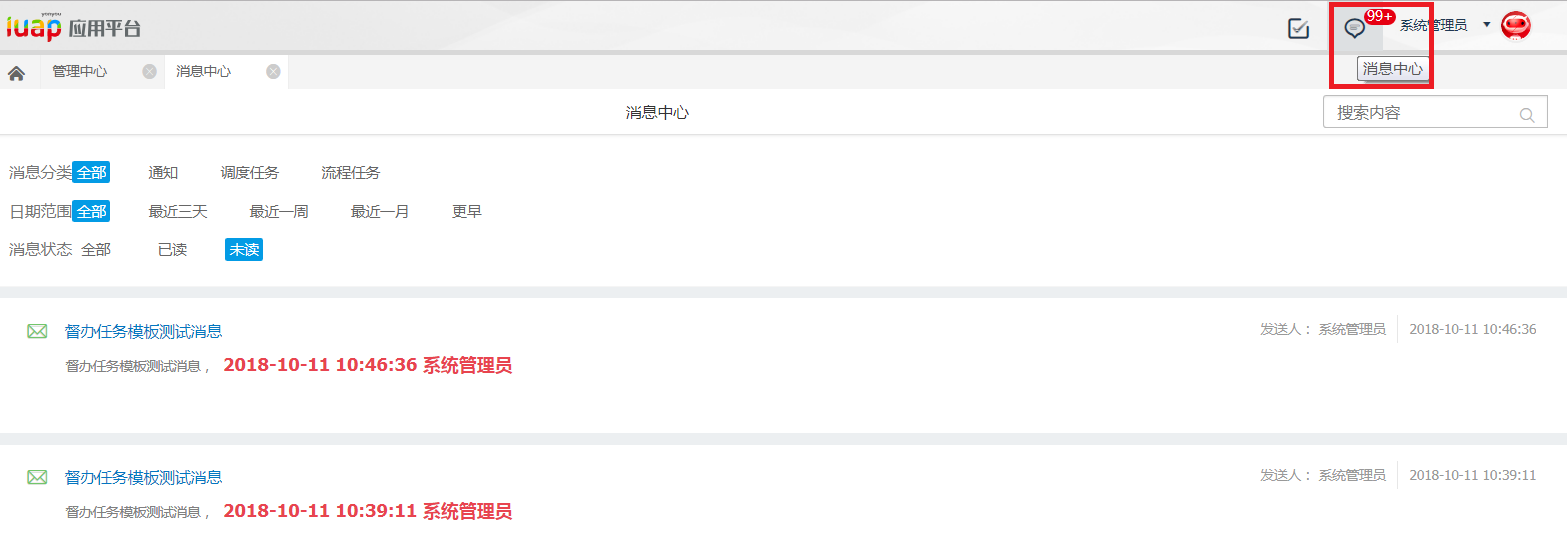 yonyou
iuap 应用平台
99+
系统管理员
管理中心
消息中心
消息中心
消息中心
搜索内容
消息分类 全部 通知 调度任务 流程任务
日期范围 全部 最近三天 最近一周 最近一月 更早
消息状态 全部 已读 未读
督办任务模板测试消息
发送人： 系统管理员 2018-10-11 10:46:36
督办任务模板测试消息， 2018-10-11 10:46:36 系统管理员
督办任务模板测试消息
发送人： 系统管理员 2018-10-11 10:39:11
督办任务模板测试消息， 2018-10-11 10:39:11 系统管理员